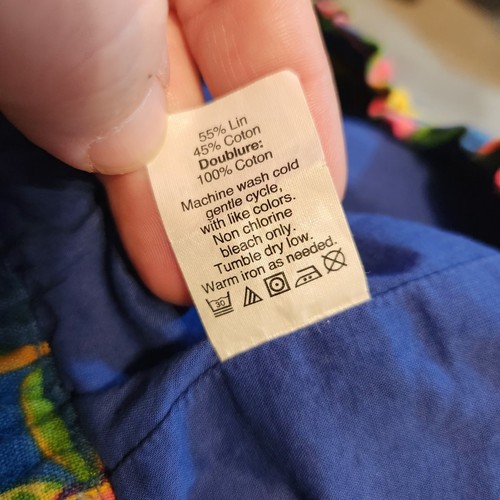 55% Lin
45% Coton
Doublure:
100% Coton
Machine wash cold
gentle cycle,
with like colors.
Non chlorine
bleach only.
Tumble dry low.
Warm iron as needed.
30